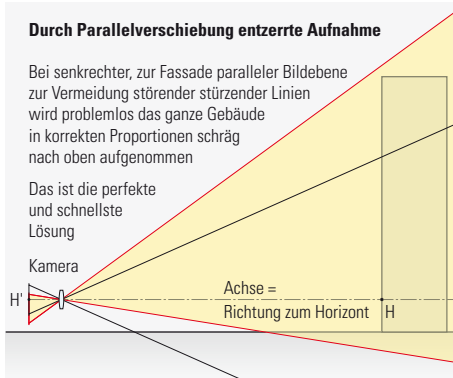 Durch Parallelverschiebung entzerrte Aufnahme
Bei senkrechter, zur Fassade paralleler Bildebene
zur Vermeidung störender stürzender Linien
wird problemlos das ganze Gebäude
in korrekten Proportionen schräg
nach oben aufgenommen
Das ist die perfekte
und schnellste
Lösung
Kamera
H'
Achse =
Richtung zum Horizont
H